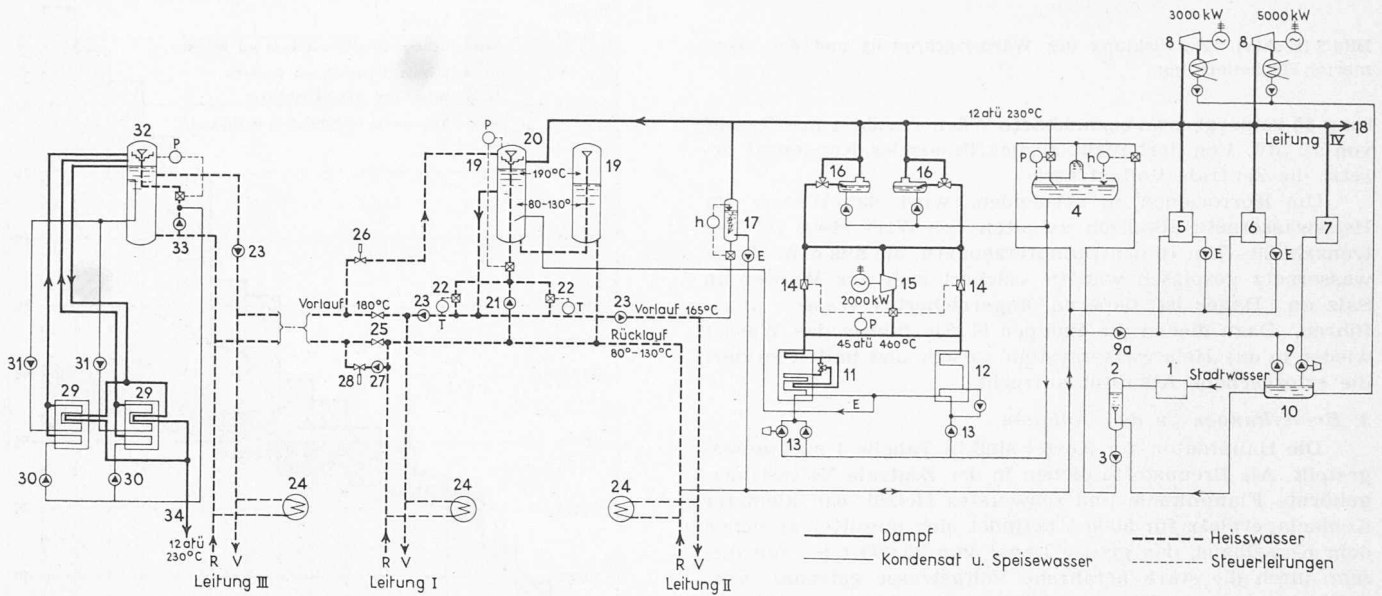 3000 kW
5000 kW
8
8
12 atü 230°C
Leitung IV
18
P
h
4
5
6
7
E
E
32
P
33
23
26
P
19
20
19
190°C
80–130°
16
16
17
h
E
14
15
14
2000 kW
P
45 atü 460°C
11
12
E
13
13
9a
2
1
9
Stadtwasser
10
3
Vorlauf
180°C
23
22
T
21
22
T
23
Vorlauf 165°C
25
Rücklauf
80°–130°C
28
27
31
31
29
29
30
30
34
12 atü
230°C
24
24
24
R
V
R
V
R
V
Leitung III
Leitung I
Leitung II
Dampf
Kondensat u. Speisewasser
Heisswasser
Steuerleitungen